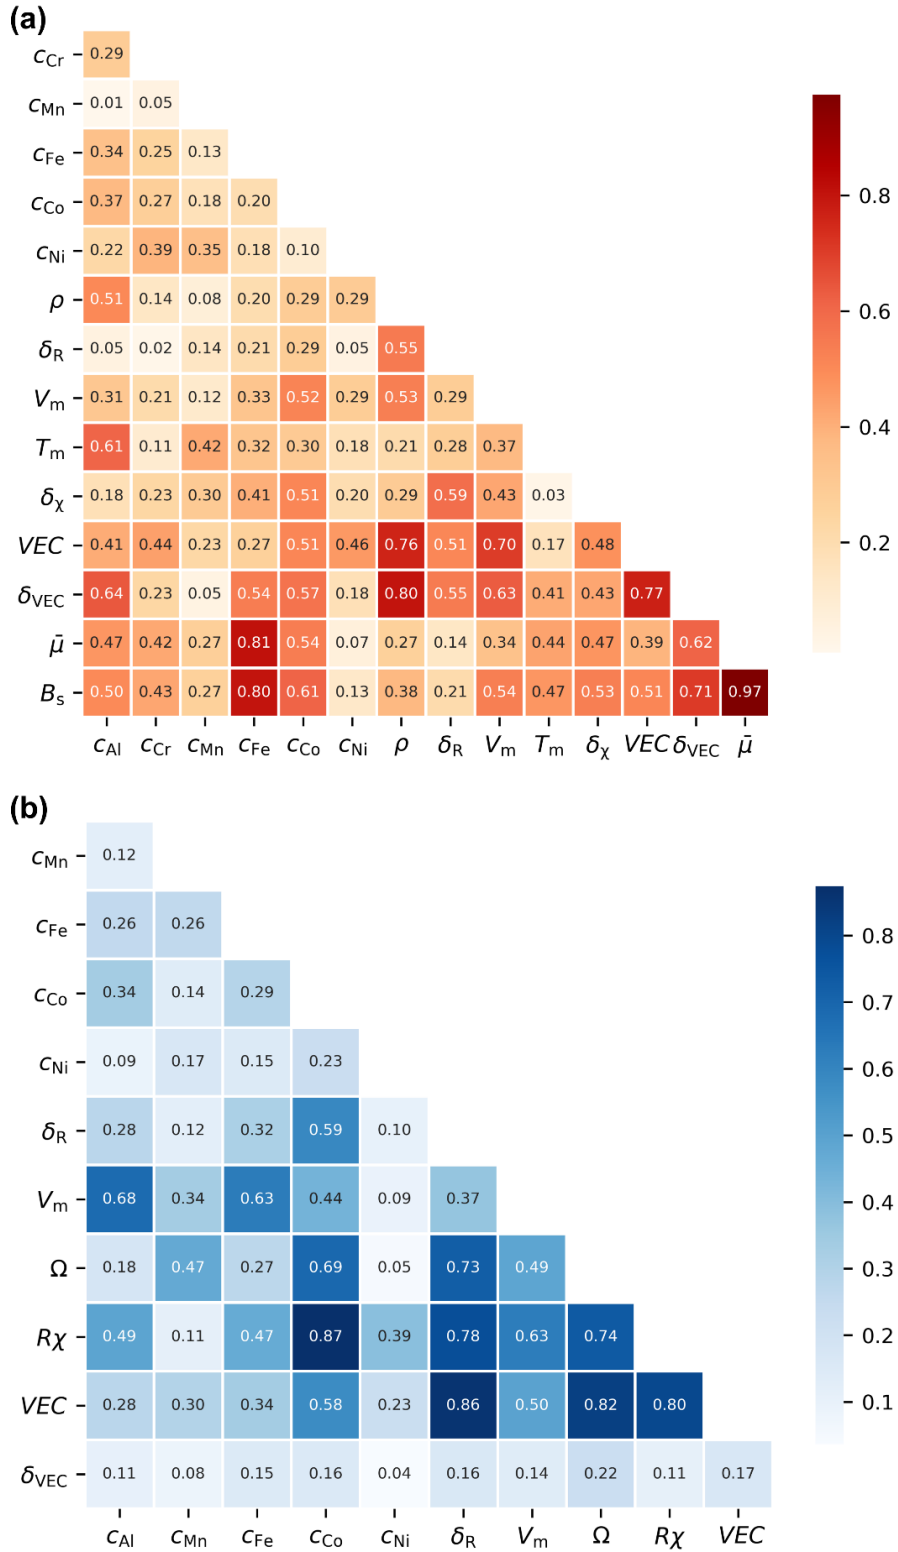 (a)
c_Cr 0.29
c_Mn 0.01 0.05
c_Fe 0.34 0.25 0.13
0.8
c_Co 0.37 0.27 0.18 0.20
c_Ni 0.22 0.39 0.35 0.18 0.10
ρ 0.51 0.14 0.08 0.20 0.29 0.29
0.6
δ_R 0.05 0.02 0.14 0.21 0.29 0.05 0.55
V_m 0.31 0.21 0.12 0.33 0.52 0.29 0.53 0.29
0.4
T_m 0.61 0.11 0.42 0.32 0.30 0.18 0.21 0.28 0.37
δ_χ 0.18 0.23 0.30 0.41 0.51 0.20 0.29 0.59 0.43 0.03
0.2
VEC 0.41 0.44 0.23 0.27 0.51 0.46 0.76 0.51 0.70 0.17 0.48
δ_VEC 0.64 0.23 0.05 0.54 0.57 0.18 0.80 0.55 0.63 0.41 0.43 0.77
μ̄ 0.47 0.42 0.27 0.81 0.54 0.07 0.27 0.14 0.34 0.44 0.47 0.39 0.62
B_s 0.50 0.43 0.27 0.80 0.61 0.13 0.38 0.21 0.54 0.47 0.53 0.51 0.71 0.97
c_Al c_Cr c_Mn c_Fe c_Co c_Ni ρ δ_R V_m T_m δ_χ VEC δ_VEC μ̄
(b)
c_Mn 0.12
c_Fe 0.26 0.26
0.8
c_Co 0.34 0.14 0.29
0.7
c_Ni 0.09 0.17 0.15 0.23
0.6
δ_R 0.28 0.12 0.32 0.59 0.10
0.5
V_m 0.68 0.34 0.63 0.44 0.09 0.37
0.4
Ω 0.18 0.47 0.27 0.69 0.05 0.73 0.49
0.3
Rχ 0.49 0.11 0.47 0.87 0.39 0.78 0.63 0.74
0.2
VEC 0.28 0.30 0.34 0.58 0.23 0.86 0.50 0.82 0.80
0.1
δ_VEC 0.11 0.08 0.15 0.16 0.04 0.16 0.14 0.22 0.11 0.17
c_Al c_Mn c_Fe c_Co c_Ni δ_R V_m Ω Rχ VEC